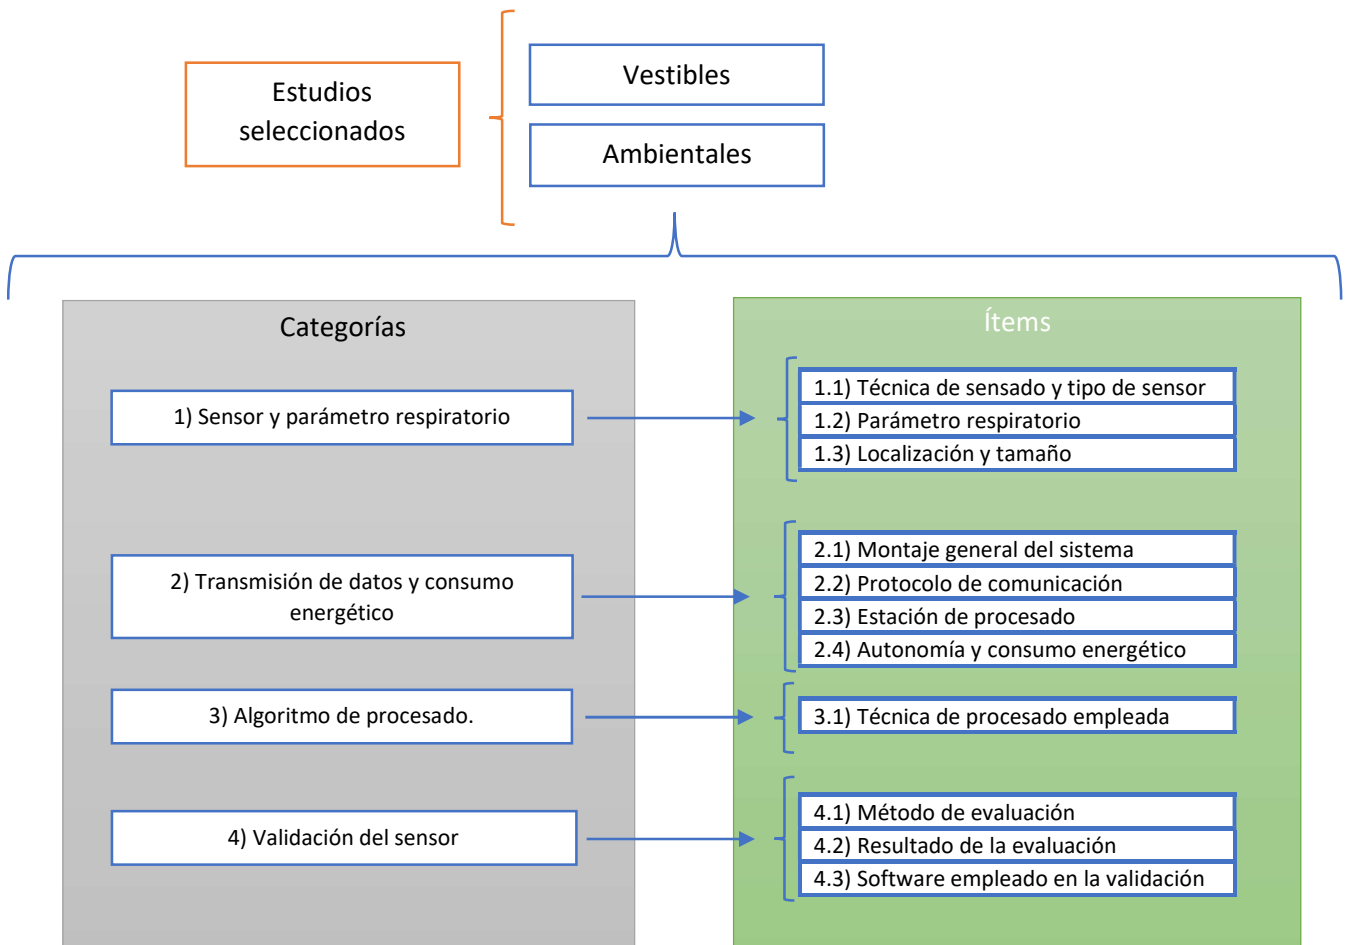 Estudios
seleccionados
Vestibles
Ambientales
Categorías
1) Sensor y parámetro respiratorio
2) Transmisión de datos y consumo
energético
3) Algoritmo de procesado.
4) Validación del sensor
Ítems
1.1) Técnica de sensado y tipo de sensor
1.2) Parámetro respiratorio
1.3) Localización y tamaño
2.1) Montaje general del sistema
2.2) Protocolo de comunicación
2.3) Estación de procesado
2.4) Autonomía y consumo energético
3.1) Técnica de procesado empleada
4.1) Método de evaluación
4.2) Resultado de la evaluación
4.3) Software empleado en la validación